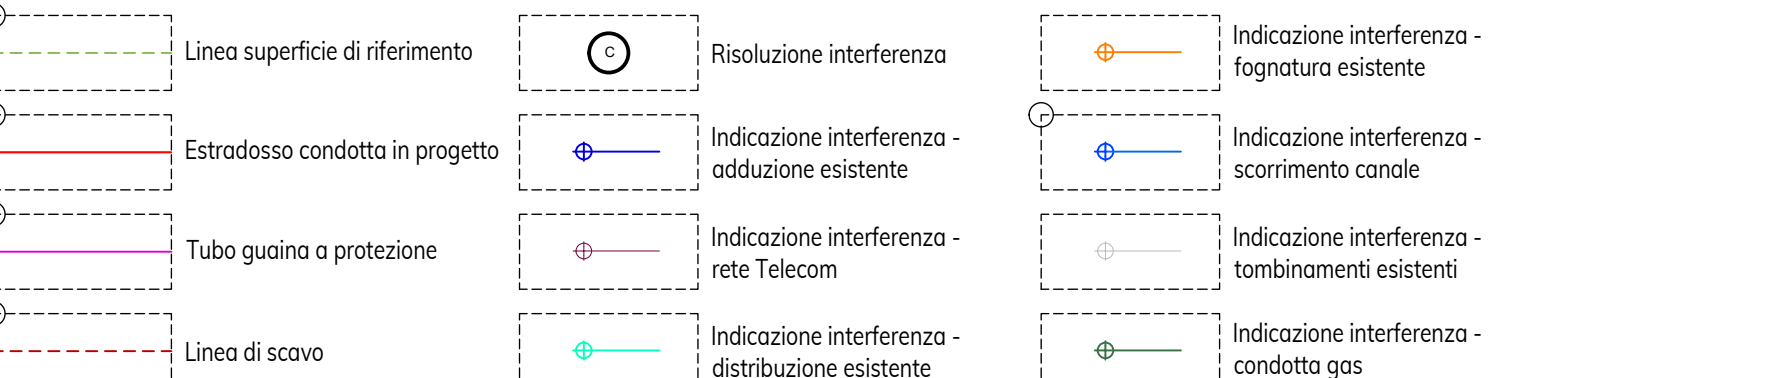 Linea superficie di riferimento
Estradosso condotta in progetto
Tubo guaina a protezione
Linea di scavo
C
Risoluzione interferenza
Indicazione interferenza -
adduzione esistente
Indicazione interferenza -
rete Telecom
Indicazione interferenza -
distribuzione esistente
Indicazione interferenza -
fognatura esistente
Indicazione interferenza -
scorrimento canale
Indicazione interferenza -
tombinamenti esistenti
Indicazione interferenza -
condotta gas